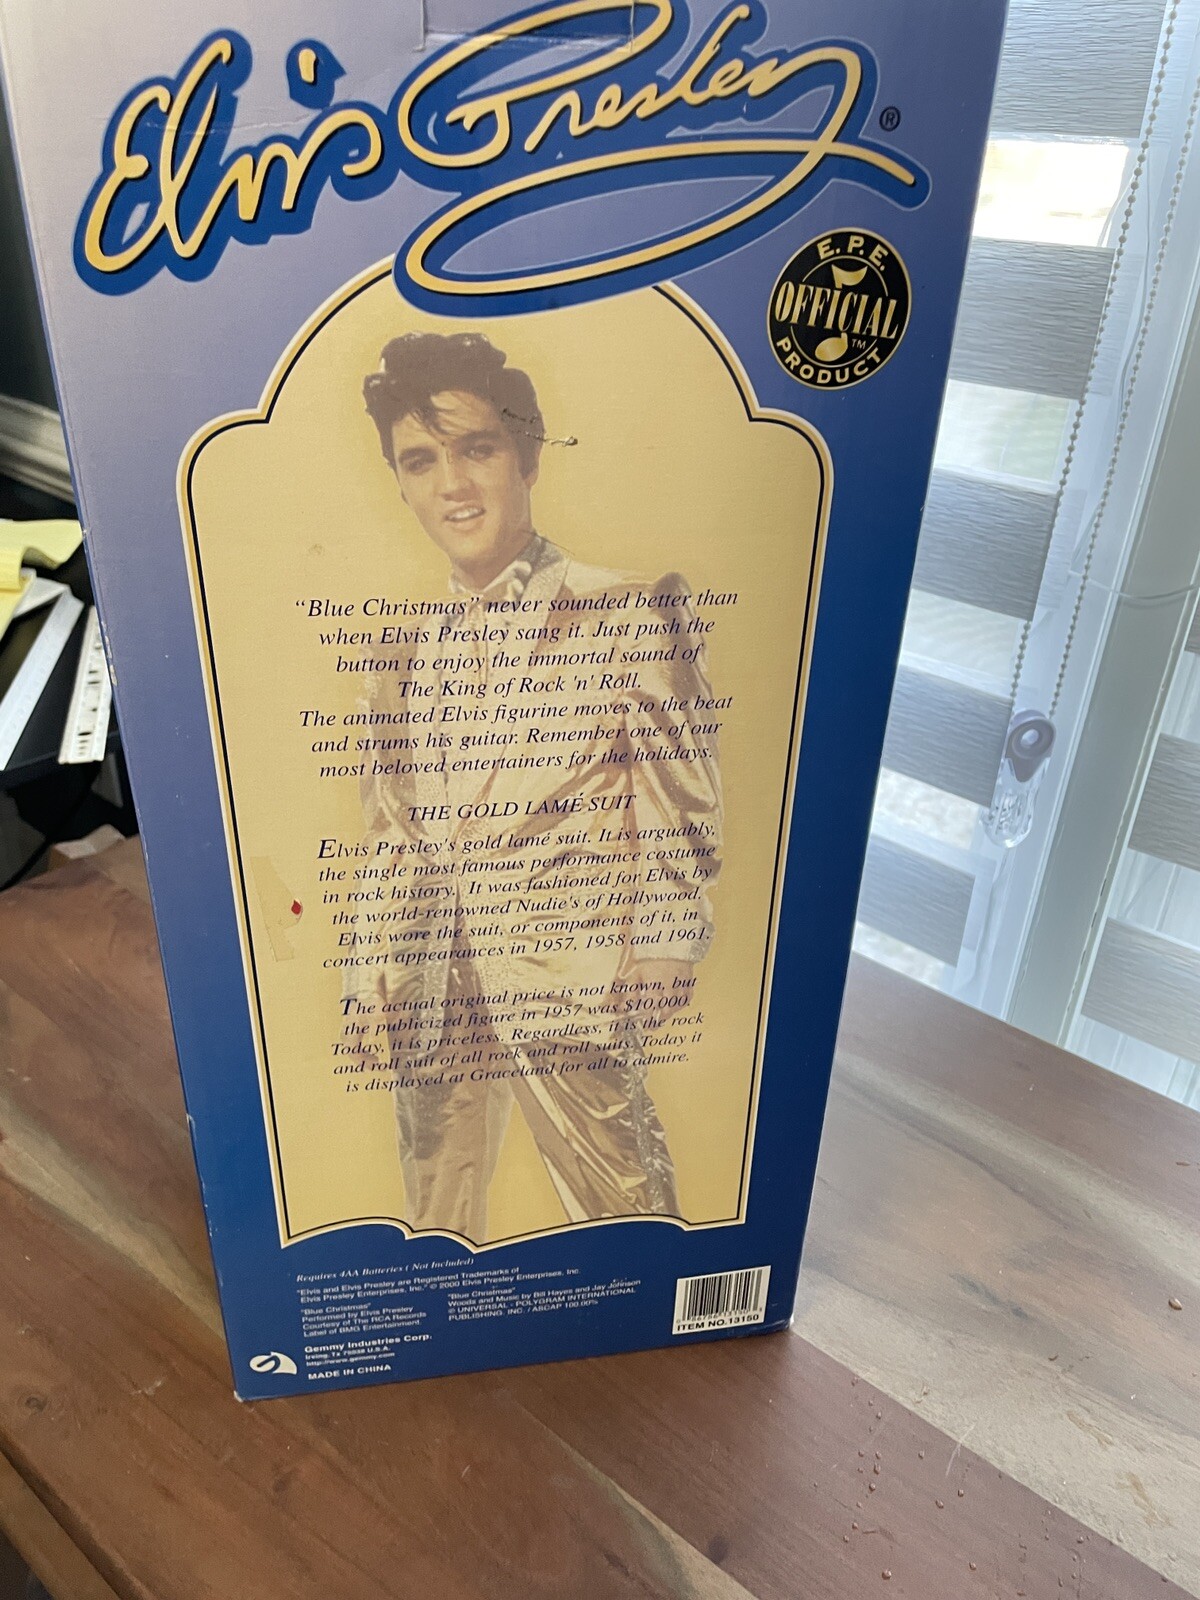 Elvis Presley ®
E. P. E.
OFFICIAL ™
PRODUCT
“Blue Christmas” never sounded better than
when Elvis Presley sang it. Just push the
button to enjoy the immortal sound of
The King of Rock 'n' Roll.
The animated Elvis figurine moves to the beat
and strums his guitar. Remember one of our
most beloved entertainers for the holidays.
THE GOLD LAMÉ SUIT
Elvis Presley's gold lamé suit. It is arguably,
the single most famous performance costume
in rock history. It was fashioned for Elvis by
the world-renowned Nudie's of Hollywood.
Elvis wore the suit, or components of it, in
concert appearances in 1957, 1958 and 1961.
The actual original price is not known, but
the publicized figure in 1957 was $10,000.
Today, it is priceless. Regardless, it is the rock
and roll suit of all rock and roll suits. Today it
is displayed at Graceland for all to admire.
Requires 4AA Batteries ( Not Included)
"Elvis and Elvis Presley are Registered Trademarks of
Elvis Presley Enterprises, Inc." © 2000 Elvis Presley Enterprises, Inc.
"Blue Christmas"
Performed by Elvis Presley
Courtesy of The RCA Records
Label of BMG Entertainment.
"Blue Christmas"
Woods and Music by Bill Hayes and Jay Johnson
© UNIVERSAL - POLYGRAM INTERNATIONAL
PUBLISHING, INC. / ASCAP 100.00%
Gemmy Industries Corp.
Irving, Tx 75038 U.S.A.
http://www.gemmy.com
MADE IN CHINA
ITEM NO.13150